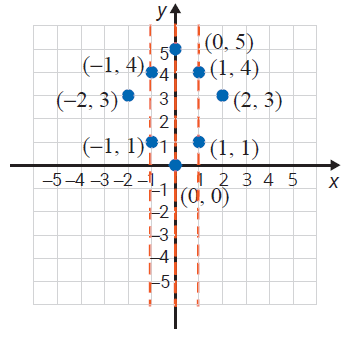 y
(0, 5)
5
(−1, 4) 4 (1, 4)
(−2, 3) 3 (2, 3)
2
(−1, 1) 1 (1, 1)
−5 −4 −3 −2 −1 1 2 3 4 5 x
−1 (0, 0)
−2
−3
−4
−5